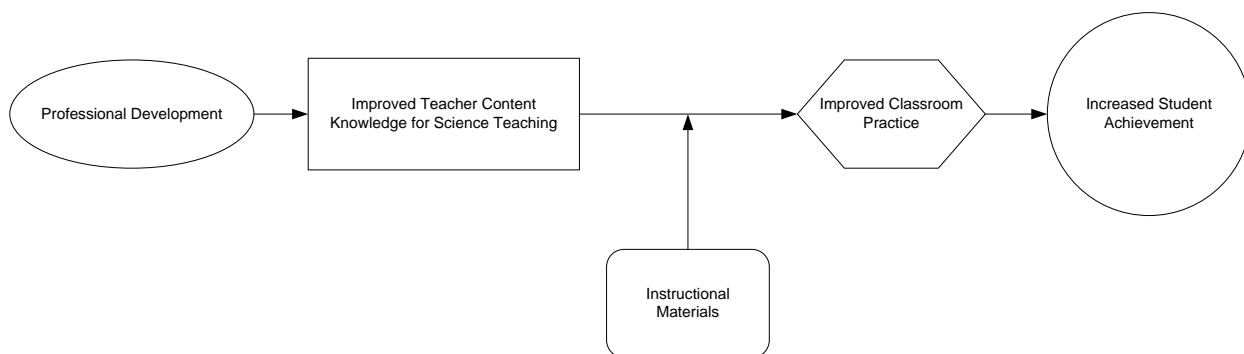 Professional Development
Improved Teacher Content
Knowledge for Science Teaching
Improved Classroom
Practice
Increased Student
Achievement
Instructional
Materials